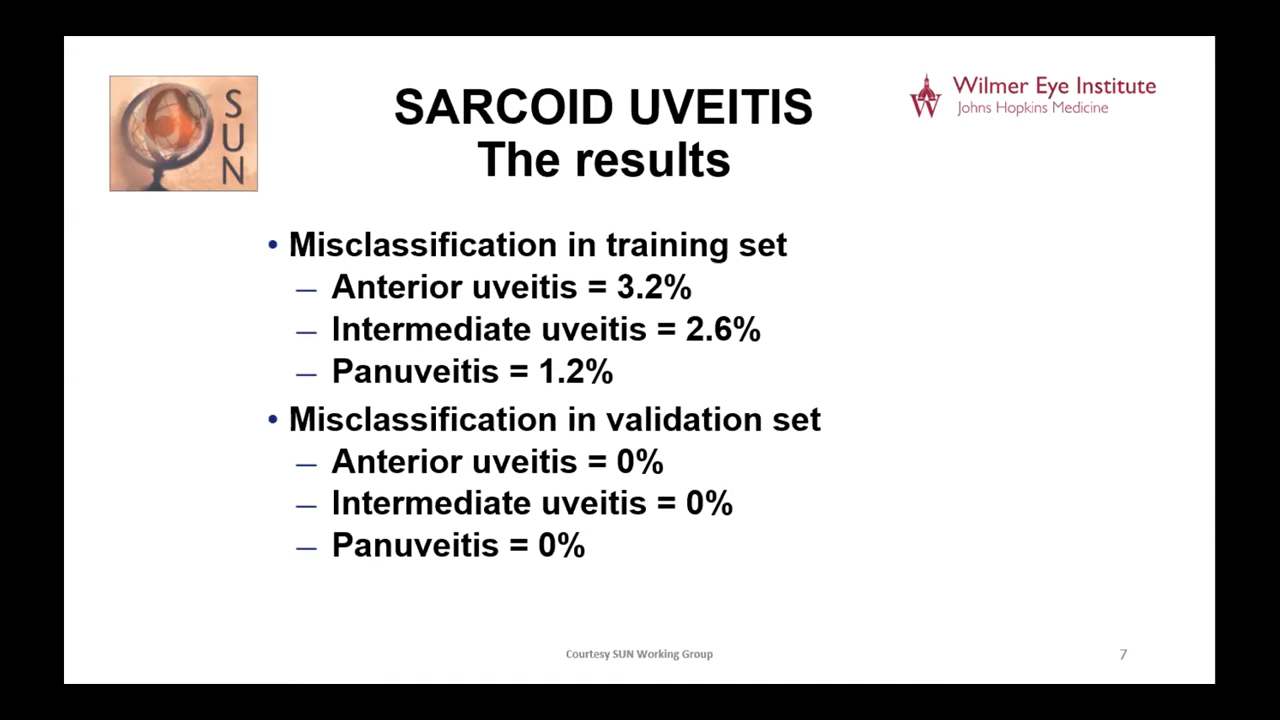 SUN
SARCOID UVEITIS
The results
Wilmer Eye Institute
Johns Hopkins Medicine
• Misclassification in training set
– Anterior uveitis = 3.2%
– Intermediate uveitis = 2.6%
– Panuveitis = 1.2%
• Misclassification in validation set
– Anterior uveitis = 0%
– Intermediate uveitis = 0%
– Panuveitis = 0%
Courtesy SUN Working Group
7